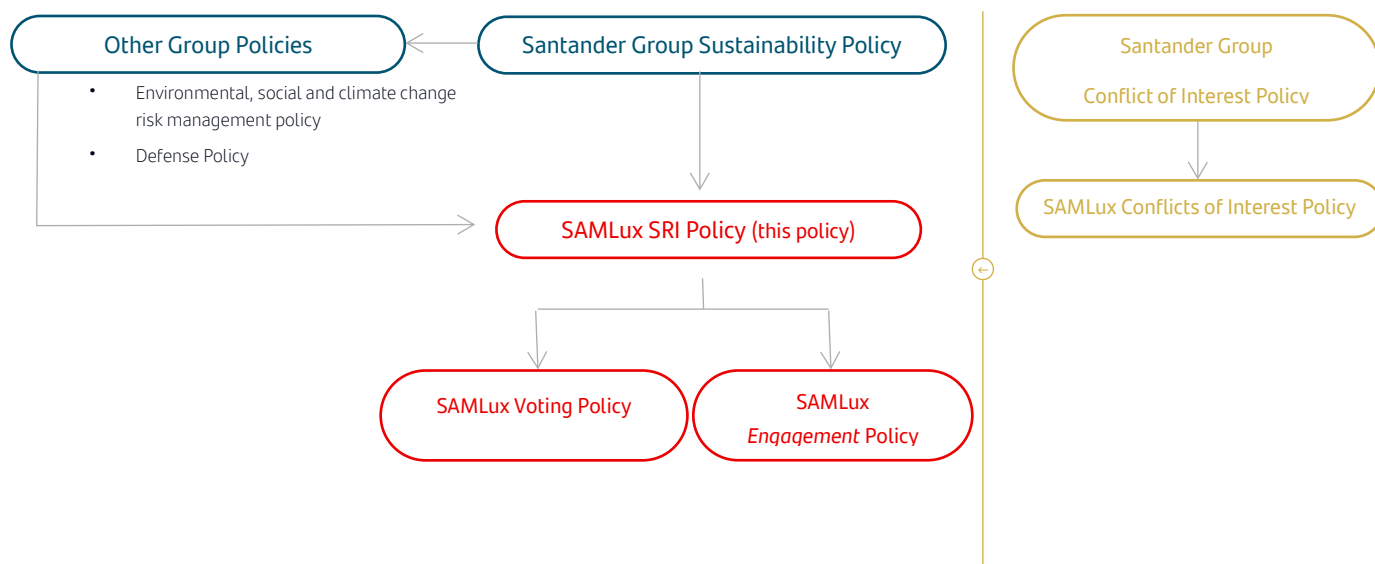 Other Group Policies
Santander Group Sustainability Policy
• Environmental, social and climate change
risk management policy
• Defense Policy
SAMLux SRI Policy (this policy)
SAMLux Voting Policy
SAMLux
Engagement Policy
Santander Group
Conflict of Interest Policy
SAMLux Conflicts of Interest Policy
←